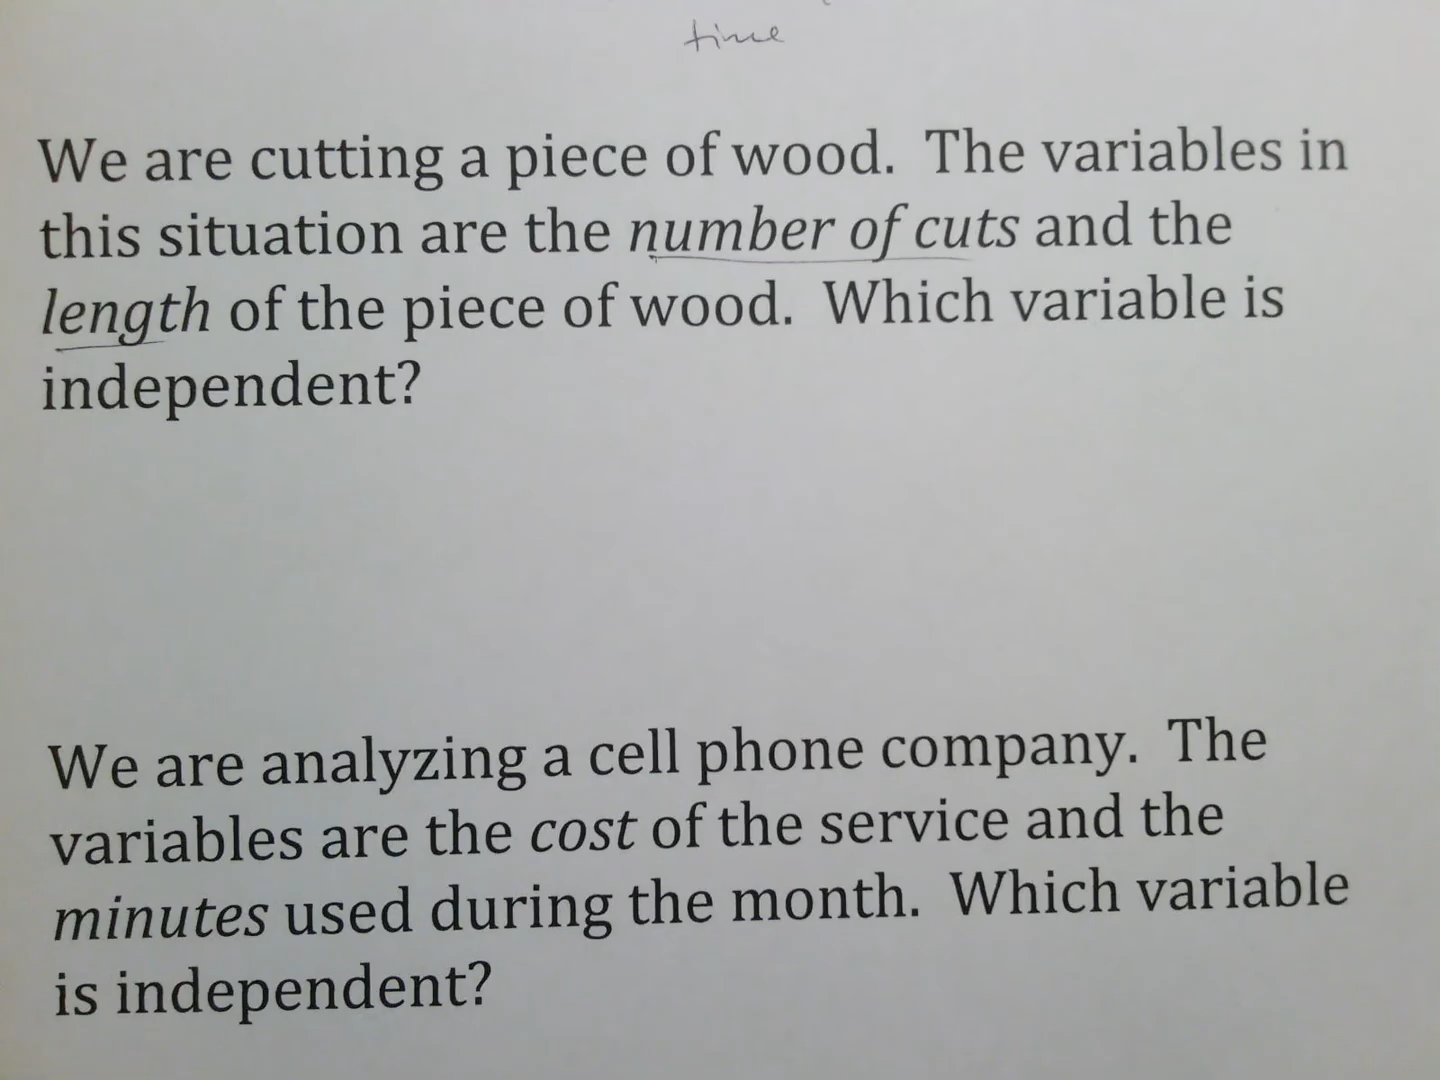 time
We are cutting a piece of wood. The variables in
this situation are the number of cuts and the
length of the piece of wood. Which variable is
independent?
We are analyzing a cell phone company. The
variables are the cost of the service and the
minutes used during the month. Which variable
is independent?